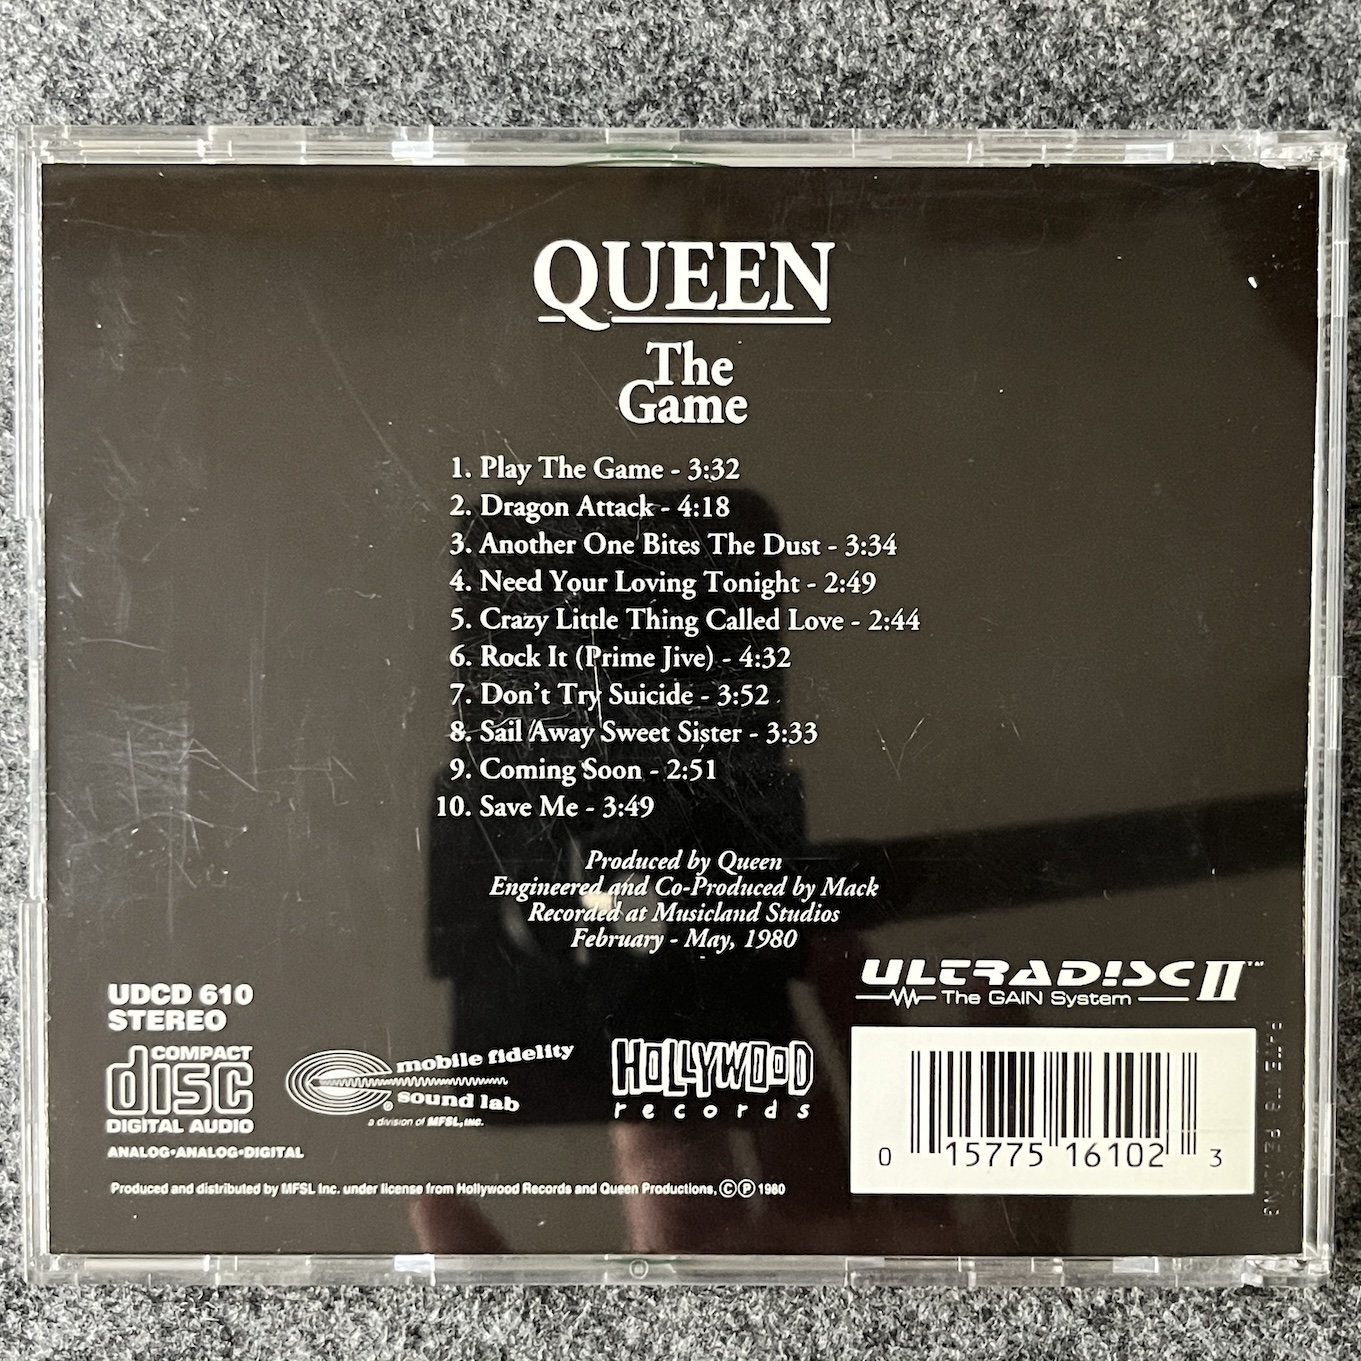 QUEEN
The
Game
1. Play The Game - 3:32
2. Dragon Attack - 4:18
3. Another One Bites The Dust - 3:34
4. Need Your Loving Tonight - 2:49
5. Crazy Little Thing Called Love - 2:44
6. Rock It (Prime Jive) - 4:32
7. Don't Try Suicide - 3:52
8. Sail Away Sweet Sister - 3:33
9. Coming Soon - 2:51
10. Save Me - 3:49
Produced by Queen
Engineered and Co-Produced by Mack
Recorded at Musicland Studios
February - May, 1980
ULTRADISC II™
The GAIN System
UDCD 610
STEREO
COMPACT
disc
DIGITAL AUDIO
ANALOG•ANALOG•DIGITAL
mobile fidelity
sound lab®
a division of MFSL, INC.
HOLLYWOOD
records
0 15775 16102 3
Produced and distributed by MFSL Inc. under license from Hollywood Records and Queen Productions, ©℗ 1980
PATENTS PENDING